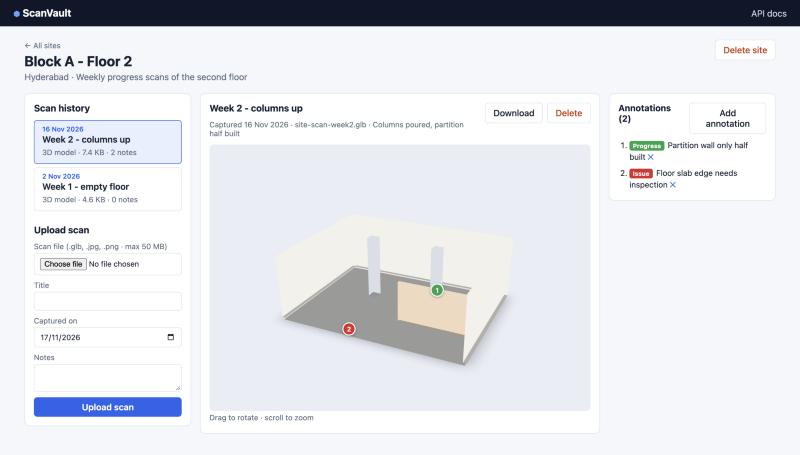 ScanVault
API docs
← All sites
Block A - Floor 2
Hyderabad · Weekly progress scans of the second floor
Delete site
Scan history
16 Nov 2026
Week 2 - columns up
3D model · 7.4 KB · 2 notes
2 Nov 2026
Week 1 - empty floor
3D model · 4.6 KB · 0 notes
Upload scan
Scan file (.glb, .jpg, .png · max 50 MB)
Choose file No file chosen
Title
Captured on
17/11/2026
Notes
Upload scan
Week 2 - columns up
Captured 16 Nov 2026 · site-scan-week2.glb · Columns poured, partition
half built
Download
Delete
1
2
Drag to rotate · scroll to zoom
Annotations
(2)
Add
annotation
1. Progress Partition wall only half
built ✕
2. Issue Floor slab edge needs
inspection ✕